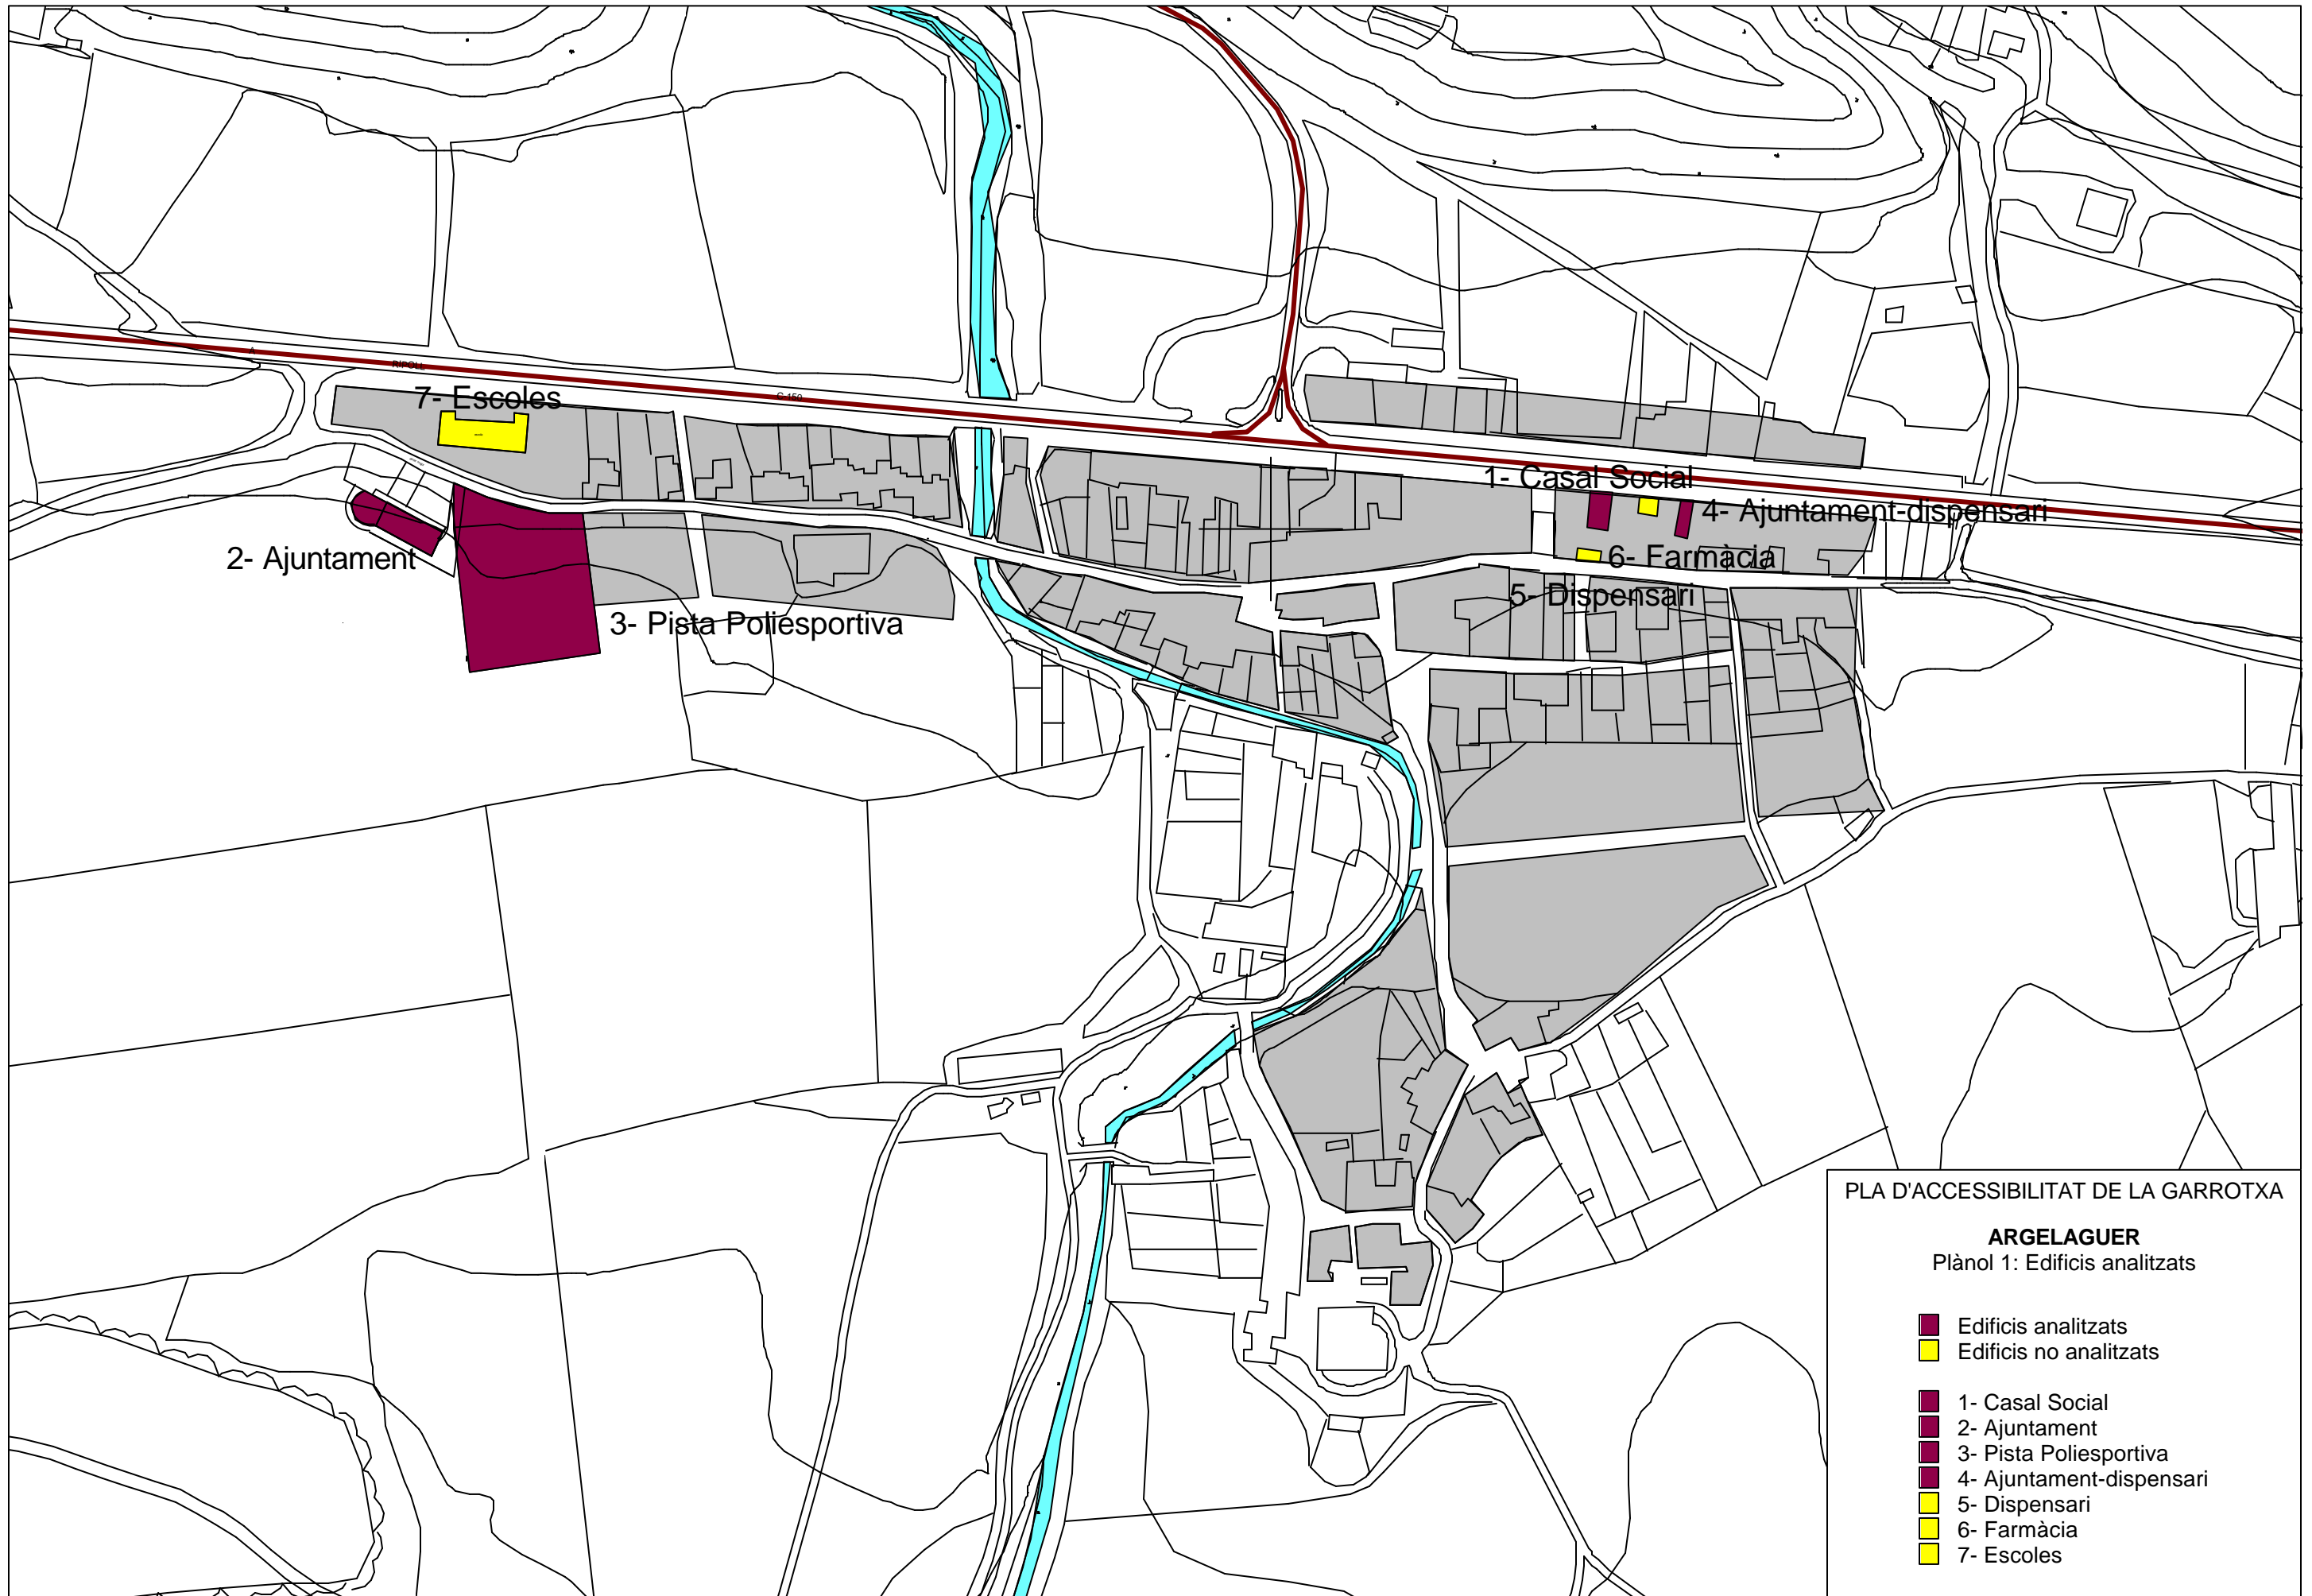 A
RIPOLL
C-150
7- Escoles
1- Casal Social
4- Ajuntament-dispensari
2- Ajuntament
6- Farmàcia
5- Dispensari
3- Pista Poliesportiva
PLA D'ACCESSIBILITAT DE LA GARROTXA
ARGELAGUER
Plànol 1: Edificis analitzats
Edificis analitzats
Edificis no analitzats
1- Casal Social
2- Ajuntament
3- Pista Poliesportiva
4- Ajuntament-dispensari
5- Dispensari
6- Farmàcia
7- Escoles